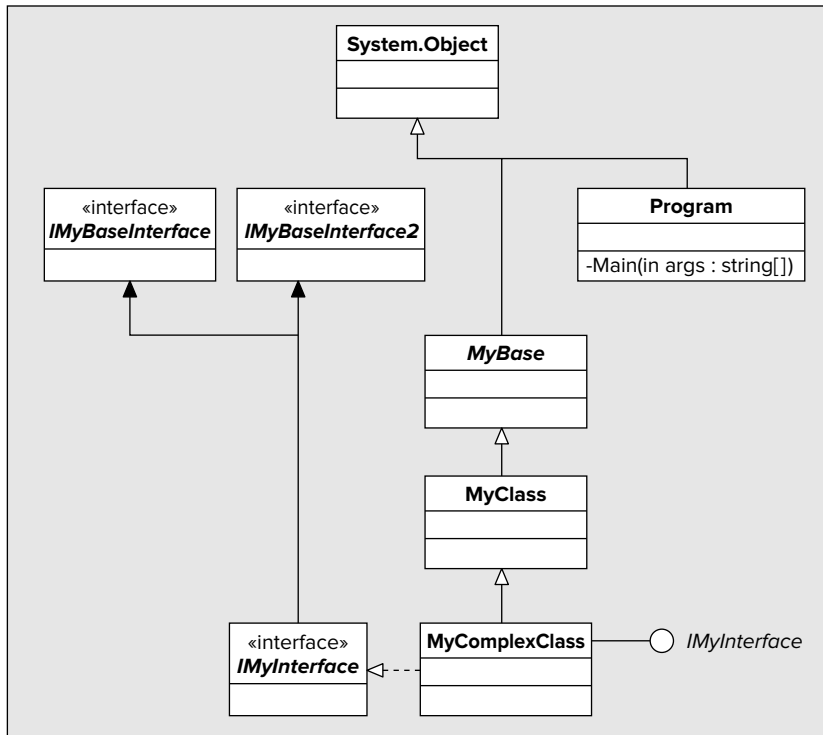 System.Object
«interface»
IMyBaseInterface
«interface»
IMyBaseInterface2
Program
-Main(in args : string[])
MyBase
MyClass
«interface»
IMyInterface
MyComplexClass
IMyInterface